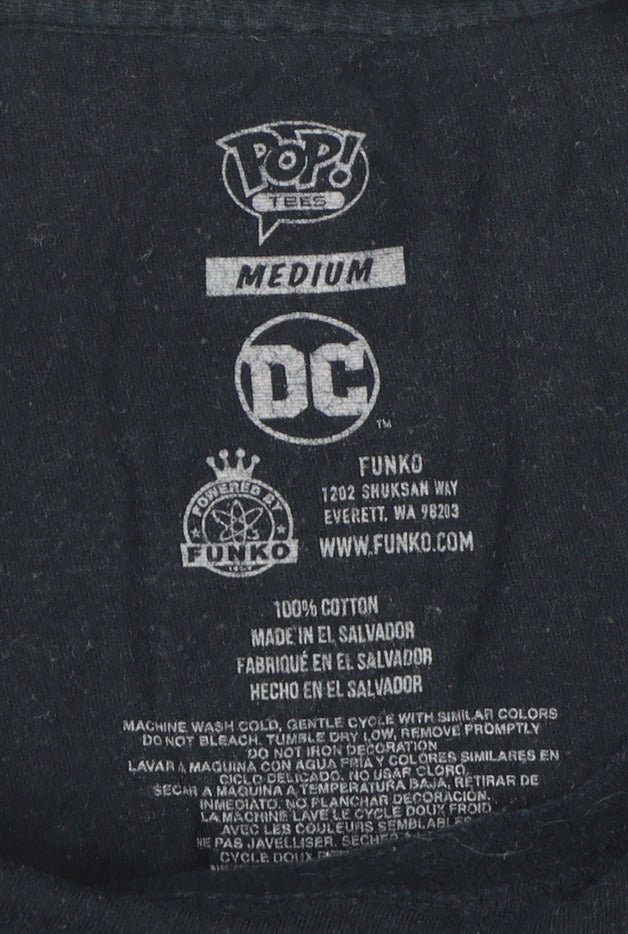 POP!
TEES
MEDIUM
DC
TM
POWERED BY
FUNKO
FUNKO
1202 SHUKSAN WAY
EVERETT, WA 98203
WWW.FUNKO.COM
100% COTTON
MADE IN EL SALVADOR
FABRIQUÉ EN EL SALVADOR
HECHO EN EL SALVADOR
MACHINE WASH COLD, GENTLE CYCLE WITH SIMILAR COLORS
DO NOT BLEACH, TUMBLE DRY LOW, REMOVE PROMPTLY
DO NOT IRON DECORATION
LAVAR A MAQUINA CON AGUA FRIA Y COLORES SIMILARES EN
CICLO DELICADO. NO USAR CLORO,
SECAR A MAQUINA A TEMPERATURA BAJA, RETIRAR DE
INMEDIATO. NO PLANCHAR DECORACIÓN.
LA MACHINE LAVE LE CYCLE DOUX FROID
AVEC LES COULEURS SEMBLABLES
NE PAS JAVELLISER,
CYCLE DOUX